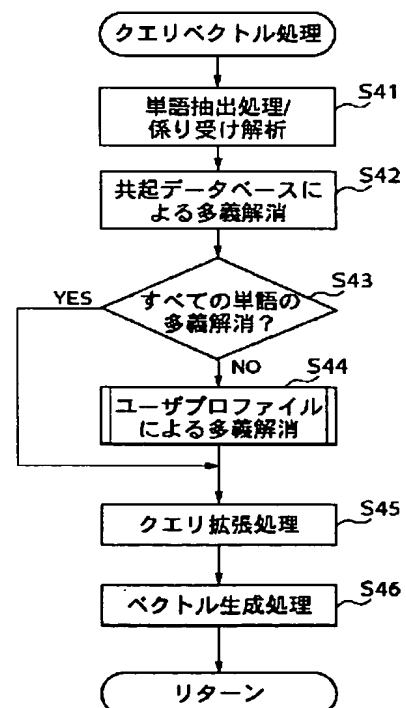 クエリベクトル処理
S41
単語抽出処理/
係り受け解析
S42
共起データベースに
よる多義解消
S43
YES
すべての単語の
多義解消?
NO
S44
ユーザプロファイル
による多義解消
S45
クエリ拡張処理
S46
ベクトル生成処理
リターン